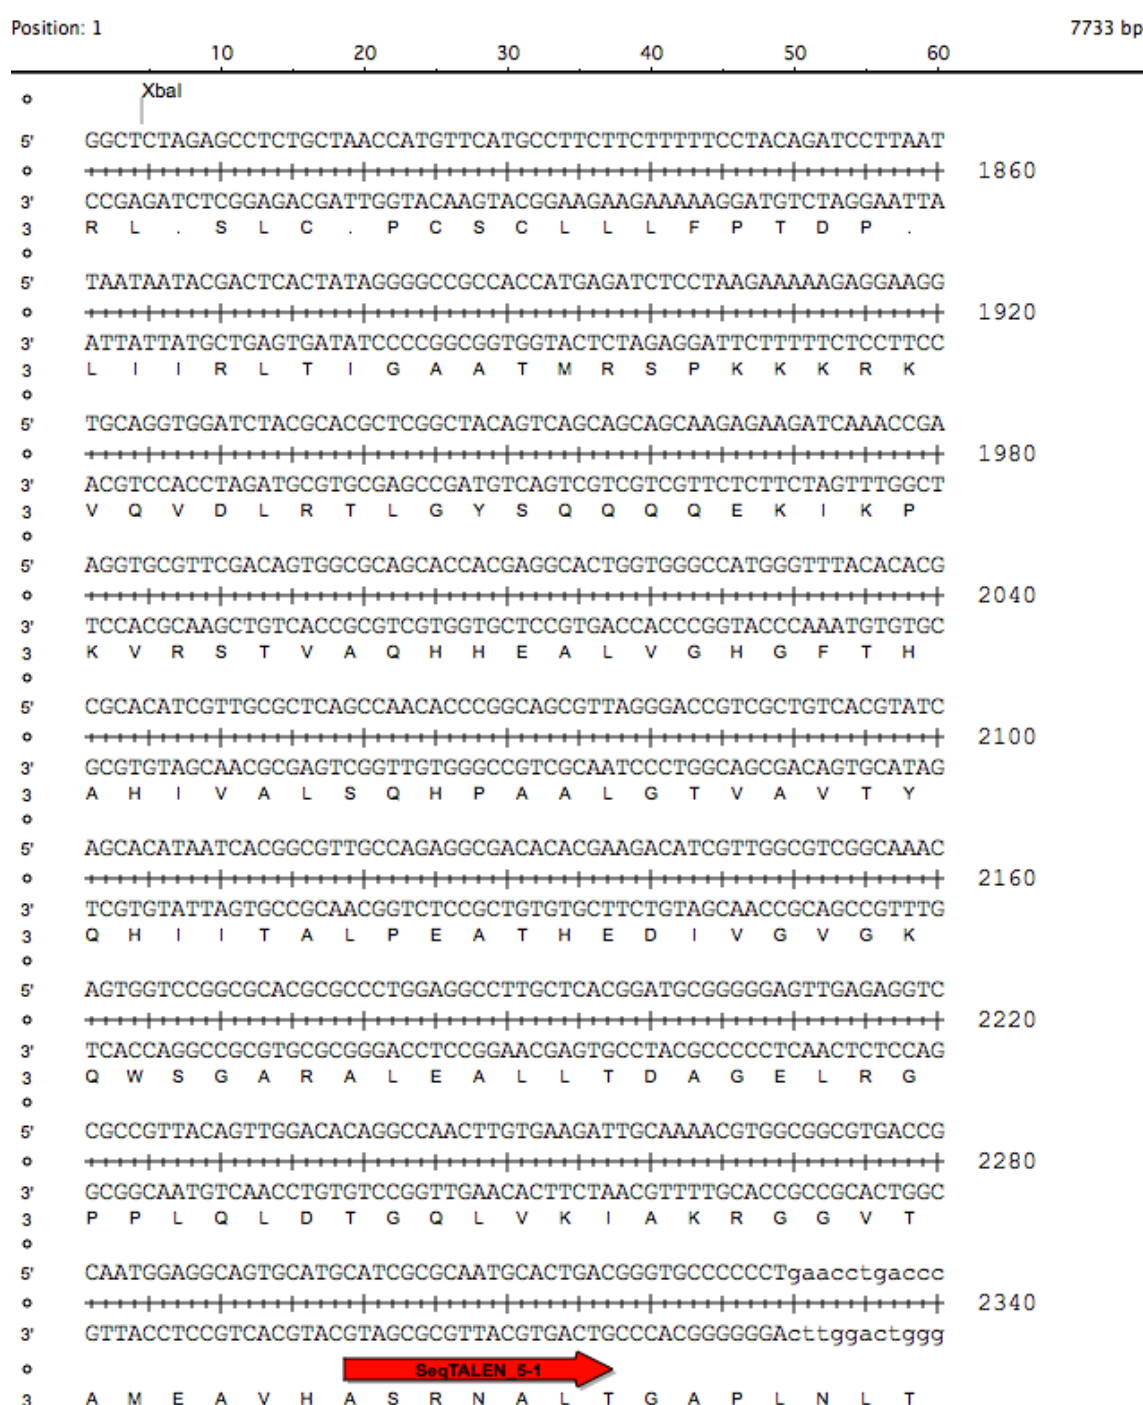 Position: 1 7733 bp
10 20 30 40 50 60
XbaI
5' GGCTCTAGAGCCTCTGCTAACCATGTTCATGCCTTCTTCTTTTTCCTACAGATCCTTAAT
1860
3' CCGAGATCTCGGAGACGATTGGTACAAGTACGGAAGAAGAAAAAGGATGTCTAGGAATTA
3 R L . S L C . P C S C L L L F P T D P .
5' TAATAATACGACTCACTATAGGGGCCGCCACCATGAGATCTCCTAAGAAAAAGAGGAAGG
1920
3' ATTATTATGCTGAGTGATATCCCCGGCGGTGGTACTCTAGAGGATTCTTTTTCTCCTTCC
3 L I I R L T I G A A T M R S P K K K R K
5' TGCAGGTGGATCTACGCACGCTCGGCTACAGTCAGCAGCAGCAAGAGAAGATCAAACCGA
1980
3' ACGTCCACCTAGATGCGTGCGAGCCGATGTCAGTCGTCGTCGTTCTCTTCTAGTTTGGCT
3 V Q V D L R T L G Y S Q Q Q Q E K I K P
5' AGGTGCGTTCGACAGTGGCGCAGCACCACGAGGCACTGGTGGGCCATGGGTTTACACACG
2040
3' TCCACGCAAGCTGTCACCGCGTCGTGGTGCTCCGTGACCACCCGGTACCCAAATGTGTGC
3 K V R S T V A Q H H E A L V G H G F T H
5' CGCACATCGTTGCGCTCAGCCAACACCCGGCAGCGTTAGGGACCGTCGCTGTCACGTATC
2100
3' GCGTGTAGCAACGCGAGTCGGTTGTGGGCCGTCGCAATCCCTGGCAGCGACAGTGCATAG
3 A H I V A L S Q H P A A L G T V A V T Y
5' AGCACATAATCACGGCGTTGCCAGAGGCGACACACGAAGACATCGTTGGCGTCGGCAAAC
2160
3' TCGTGTATTAGTGCCGCAACGGTCTCCGCTGTGTGCTTCTGTAGCAACCGCAGCCGTTTG
3 Q H I I T A L P E A T H E D I V G V G K
5' AGTGGTCCGGCGCACGCGCCCTGGAGGCCTTGCTCACGGATGCGGGGGAGTTGAGAGGTC
2220
3' TCACCAGGCCGCGTGCGCGGGACCTCCGGAACGAGTGCCTACGCCCCCTCAACTCTCCAG
3 Q W S G A R A L E A L L T D A G E L R G
5' CGCCGTTACAGTTGGACACAGGCCAACTTGTGAAGATTGCAAAACGTGGCGGCGTGACCG
2280
3' GCGGCAATGTCAACCTGTGTCCGGTTGAACACTTCTAACGTTTTGCACCGCCGCACTGGC
3 P P L Q L D T G Q L V K I A K R G G V T
5' CAATGGAGGCAGTGCATGCATCGCGCAATGCACTGACGGGTGCCCCCCTgaacctgaccc
2340
3' GTTACCTCCGTCACGTACGTAGCGCGTTACGTGACTGCCCACGGGGGGActtggactggg
SeqTALEN_5-1
3 A M E A V H A S R N A L T G A P L N L T